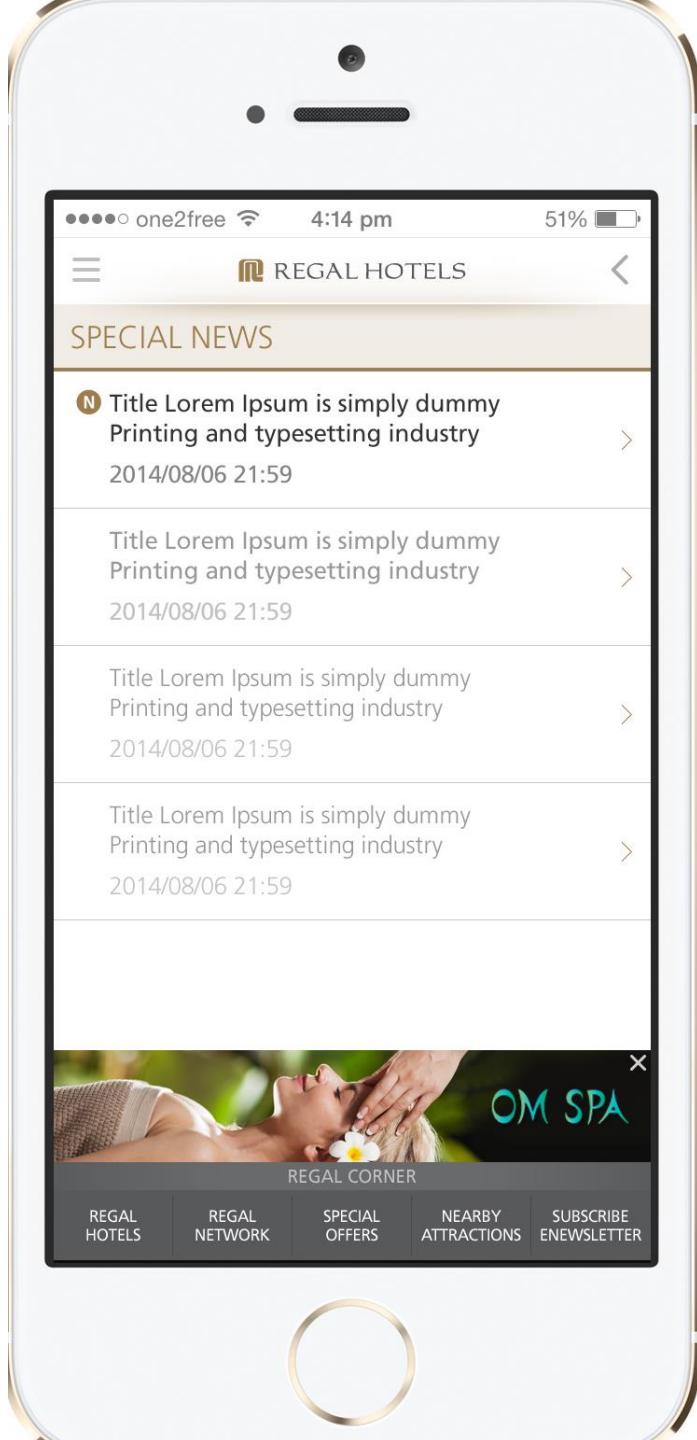 one2free 4:14 pm 51%
REGAL HOTELS
SPECIAL NEWS
N Title Lorem Ipsum is simply dummy
Printing and typesetting industry
2014/08/06 21:59
Title Lorem Ipsum is simply dummy
Printing and typesetting industry
2014/08/06 21:59
Title Lorem Ipsum is simply dummy
Printing and typesetting industry
2014/08/06 21:59
Title Lorem Ipsum is simply dummy
Printing and typesetting industry
2014/08/06 21:59
OM SPA
REGAL CORNER
REGAL HOTELS
REGAL NETWORK
SPECIAL OFFERS
NEARBY ATTRACTIONS
SUBSCRIBE ENEWSLETTER